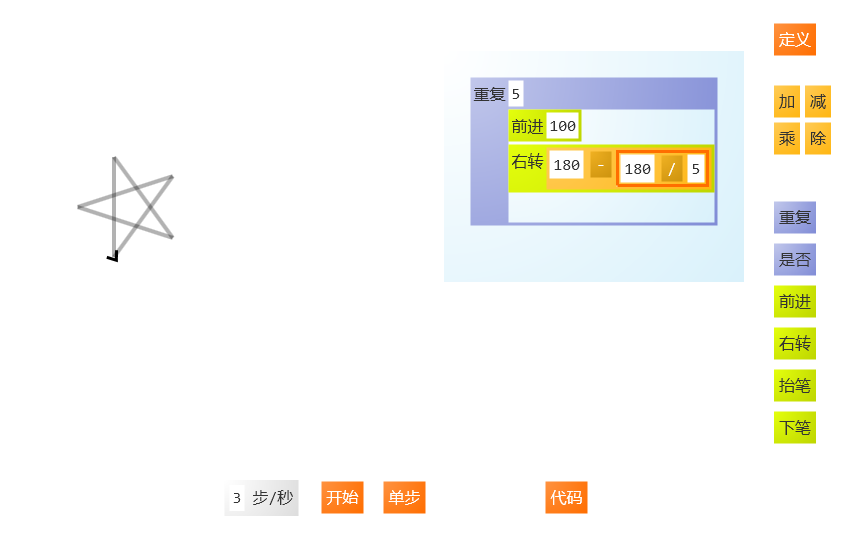 定义
加 减
乘 除
重复 5
前进 100
右转 180 - 180 / 5
重复
是否
前进
右转
抬笔
下笔
3 步/秒 开始 单步 代码